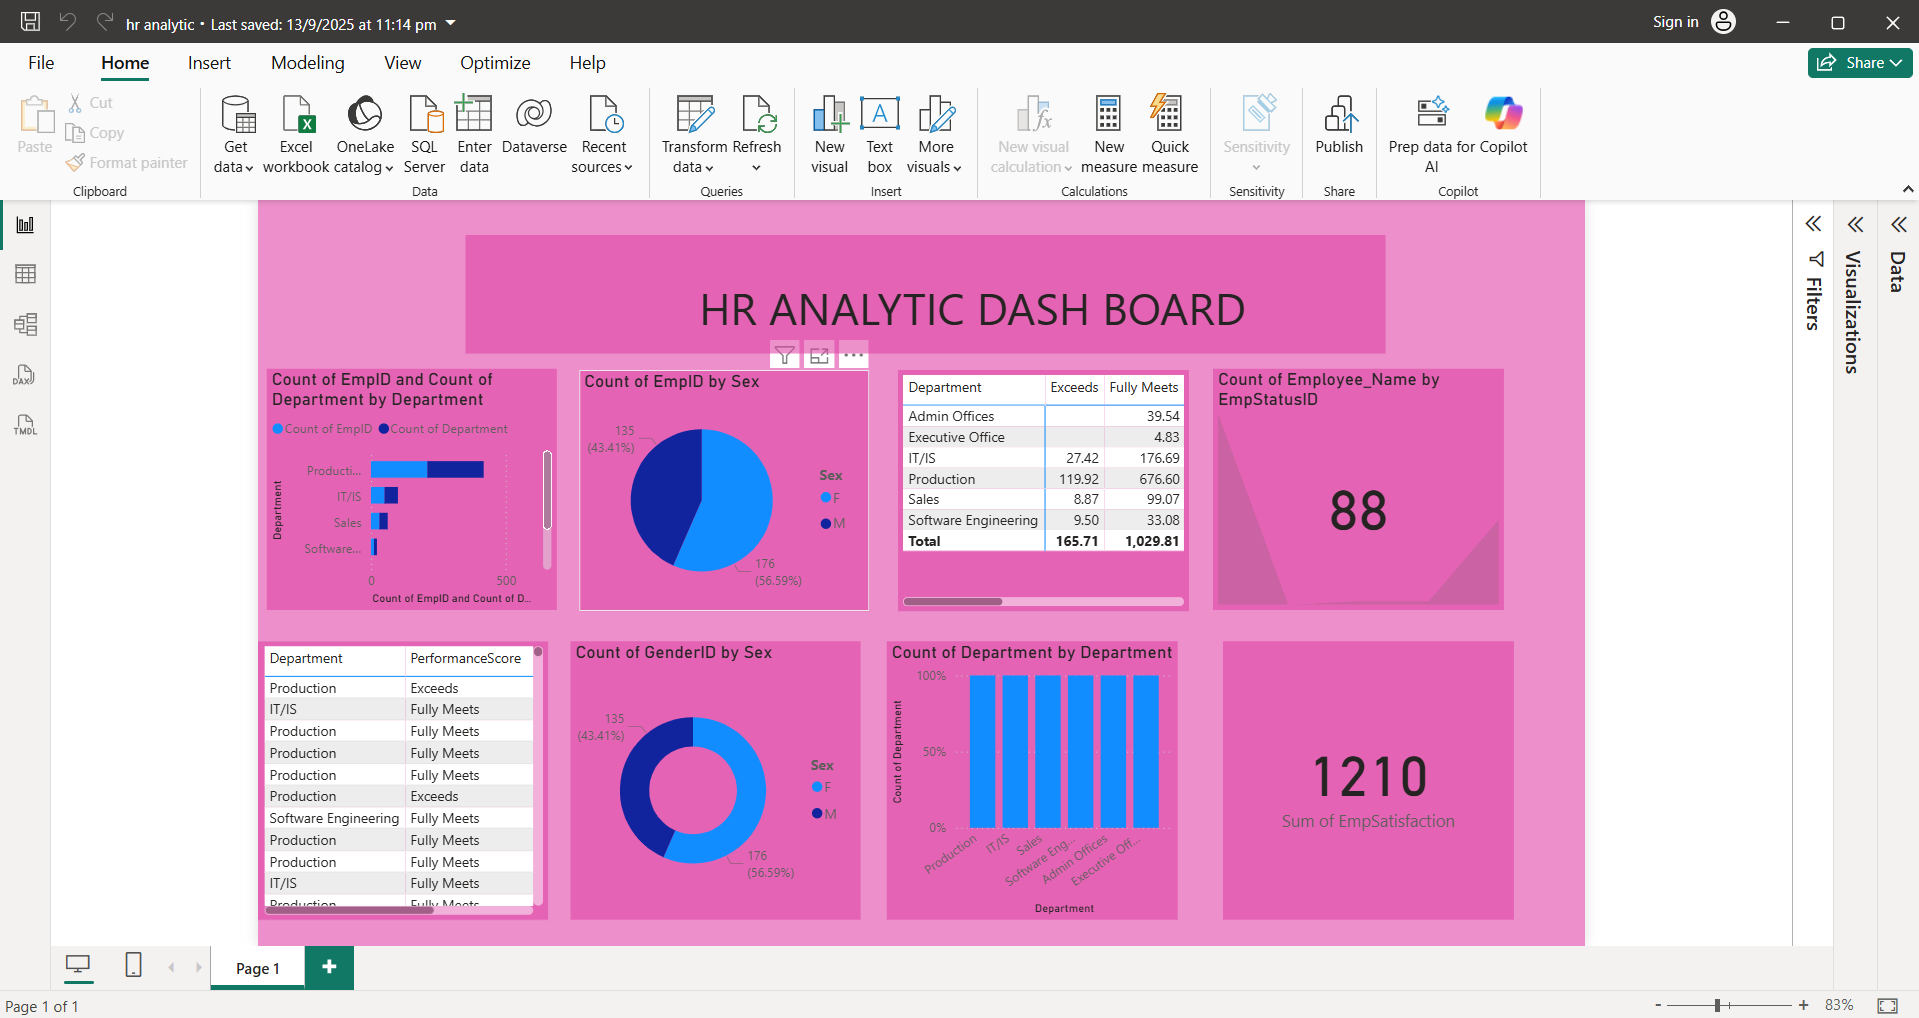 hr analytic • Last saved: 13/9/2025 at 11:14 pm
Sign in
File
Home
Insert
Modeling
View
Optimize
Help
Share
Paste
Cut
Copy
Format painter
Clipboard
Get data
Excel workbook
OneLake catalog
SQL Server
Enter data
Dataverse
Recent sources
Data
Transform data
Refresh
Queries
New visual
Text box
More visuals
Insert
New visual calculation
New measure
Quick measure
Calculations
Sensitivity
Sensitivity
Publish
Share
Prep data for AI
Copilot
Copilot
DAX
TMDL
Filters
Visualizations
Data
HR ANALYTIC DASH BOARD
Count of EmpID and Count of
Department by Department
Count of EmpID Count of Department
Department
Producti...
IT/IS
Sales
Software...
0 500
Count of EmpID and Count of D...
Count of EmpID by Sex
135
(43.41%)
176
(56.59%)
Sex
F
M
Department Exceeds Fully Meets
Admin Offices 39.54
Executive Office 4.83
IT/IS 27.42 176.69
Production 119.92 676.60
Sales 8.87 99.07
Software Engineering 9.50 33.08
Total 165.71 1,029.81
Count of Employee_Name by
EmpStatusID
88
Department PerformanceScore
Production Exceeds
IT/IS Fully Meets
Production Fully Meets
Production Fully Meets
Production Fully Meets
Production Exceeds
Software Engineering Fully Meets
Production Fully Meets
Production Fully Meets
IT/IS Fully Meets
Production Fully Meets
Count of GenderID by Sex
135
(43.41%)
176
(56.59%)
Sex
F
M
Count of Department by Department
Count of Department
100%
50%
0%
Production
IT/IS
Sales
Software Eng...
Admin Offices
Executive Off...
Department
1210
Sum of EmpSatisfaction
Page 1
Page 1 of 1
- + 83%